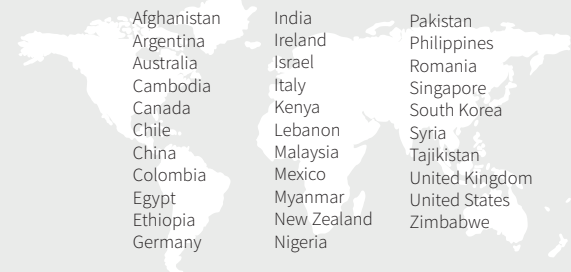 Afghanistan
Argentina
Australia
Cambodia
Canada
Chile
China
Colombia
Egypt
Ethiopia
Germany
India
Ireland
Israel
Italy
Kenya
Lebanon
Malaysia
Mexico
Myanmar
New Zealand
Nigeria
Pakistan
Philippines
Romania
Singapore
South Korea
Syria
Tajikistan
United Kingdom
United States
Zimbabwe